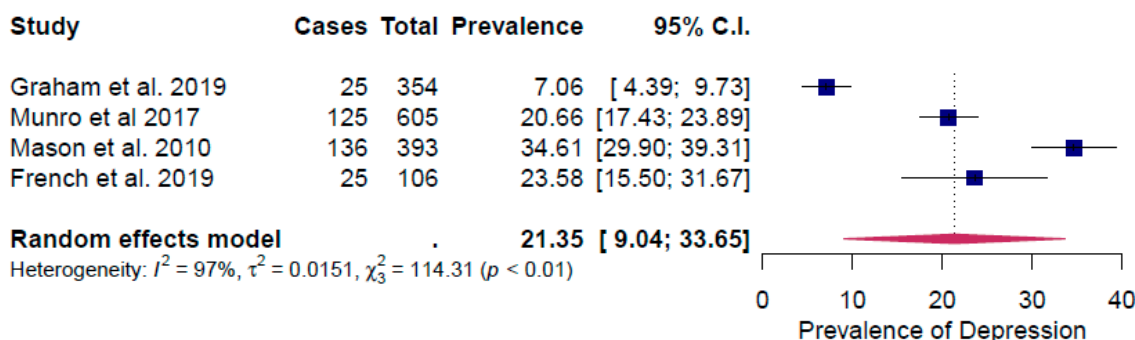 Study Cases Total Prevalence 95% C.I.
Graham et al. 2019 25 354 7.06 [ 4.39; 9.73]
Munro et al 2017 125 605 20.66 [17.43; 23.89]
Mason et al. 2010 136 393 34.61 [29.90; 39.31]
French et al. 2019 25 106 23.58 [15.50; 31.67]
Random effects model . 21.35 [ 9.04; 33.65]
Heterogeneity: I² = 97%, τ² = 0.0151, χ²₃ = 114.31 (p < 0.01)
0 10 20 30 40
Prevalence of Depression